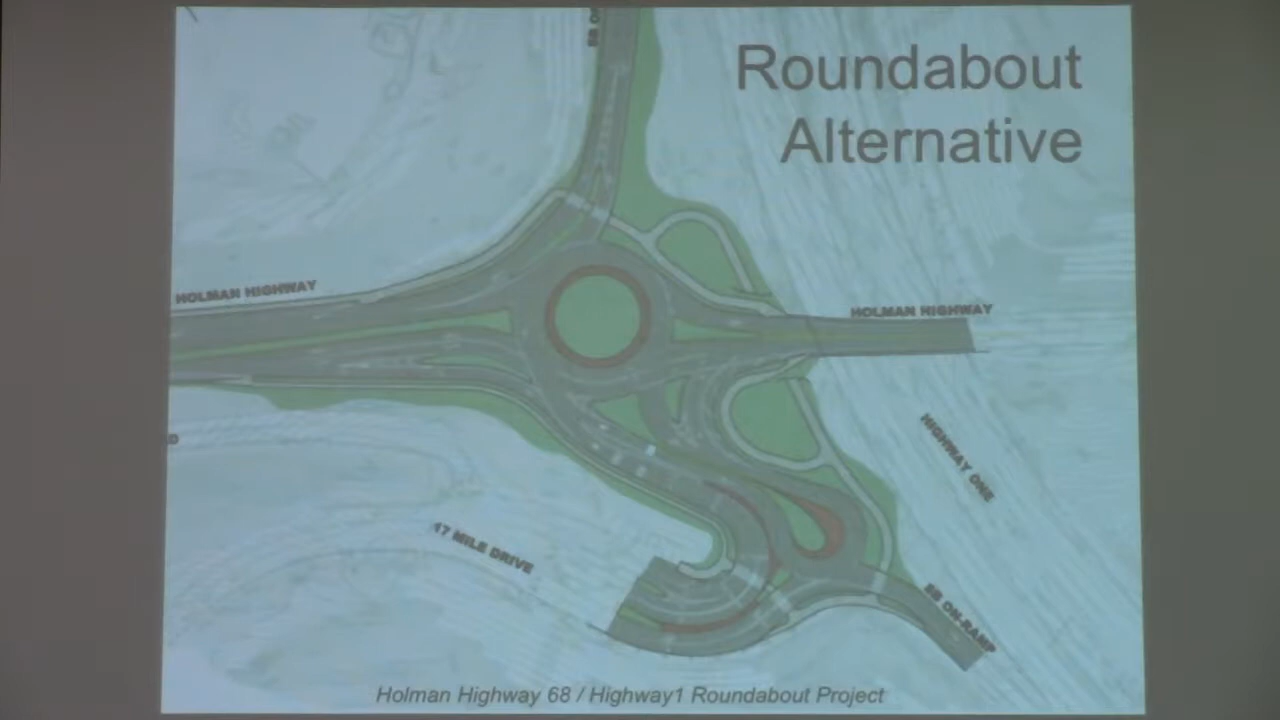 Roundabout
Alternative
HOLMAN HIGHWAY
HOLMAN HIGHWAY
HIGHWAY ONE
17 MILE DRIVE
SB ON-RAMP
Holman Highway 68 / Highway1 Roundabout Project